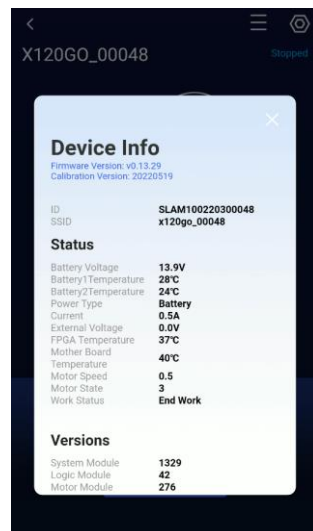 X120GO_00048
Stopped
Device Info
Firmware Version: v0.13.29
Calibration Version: 20220519
ID SLAM100220300048
SSID x120go_00048
Status
Battery Voltage 13.9V
Battery1Temperature 28℃
Battery2Temperature 24℃
Power Type Battery
Current 0.5A
External Voltage 0.0V
FPGA Temperature 37℃
Mother Board
Temperature 40℃
Motor Speed 0.5
Motor State 3
Work Status End Work
Versions
System Module 1329
Logic Module 42
Motor Module 276